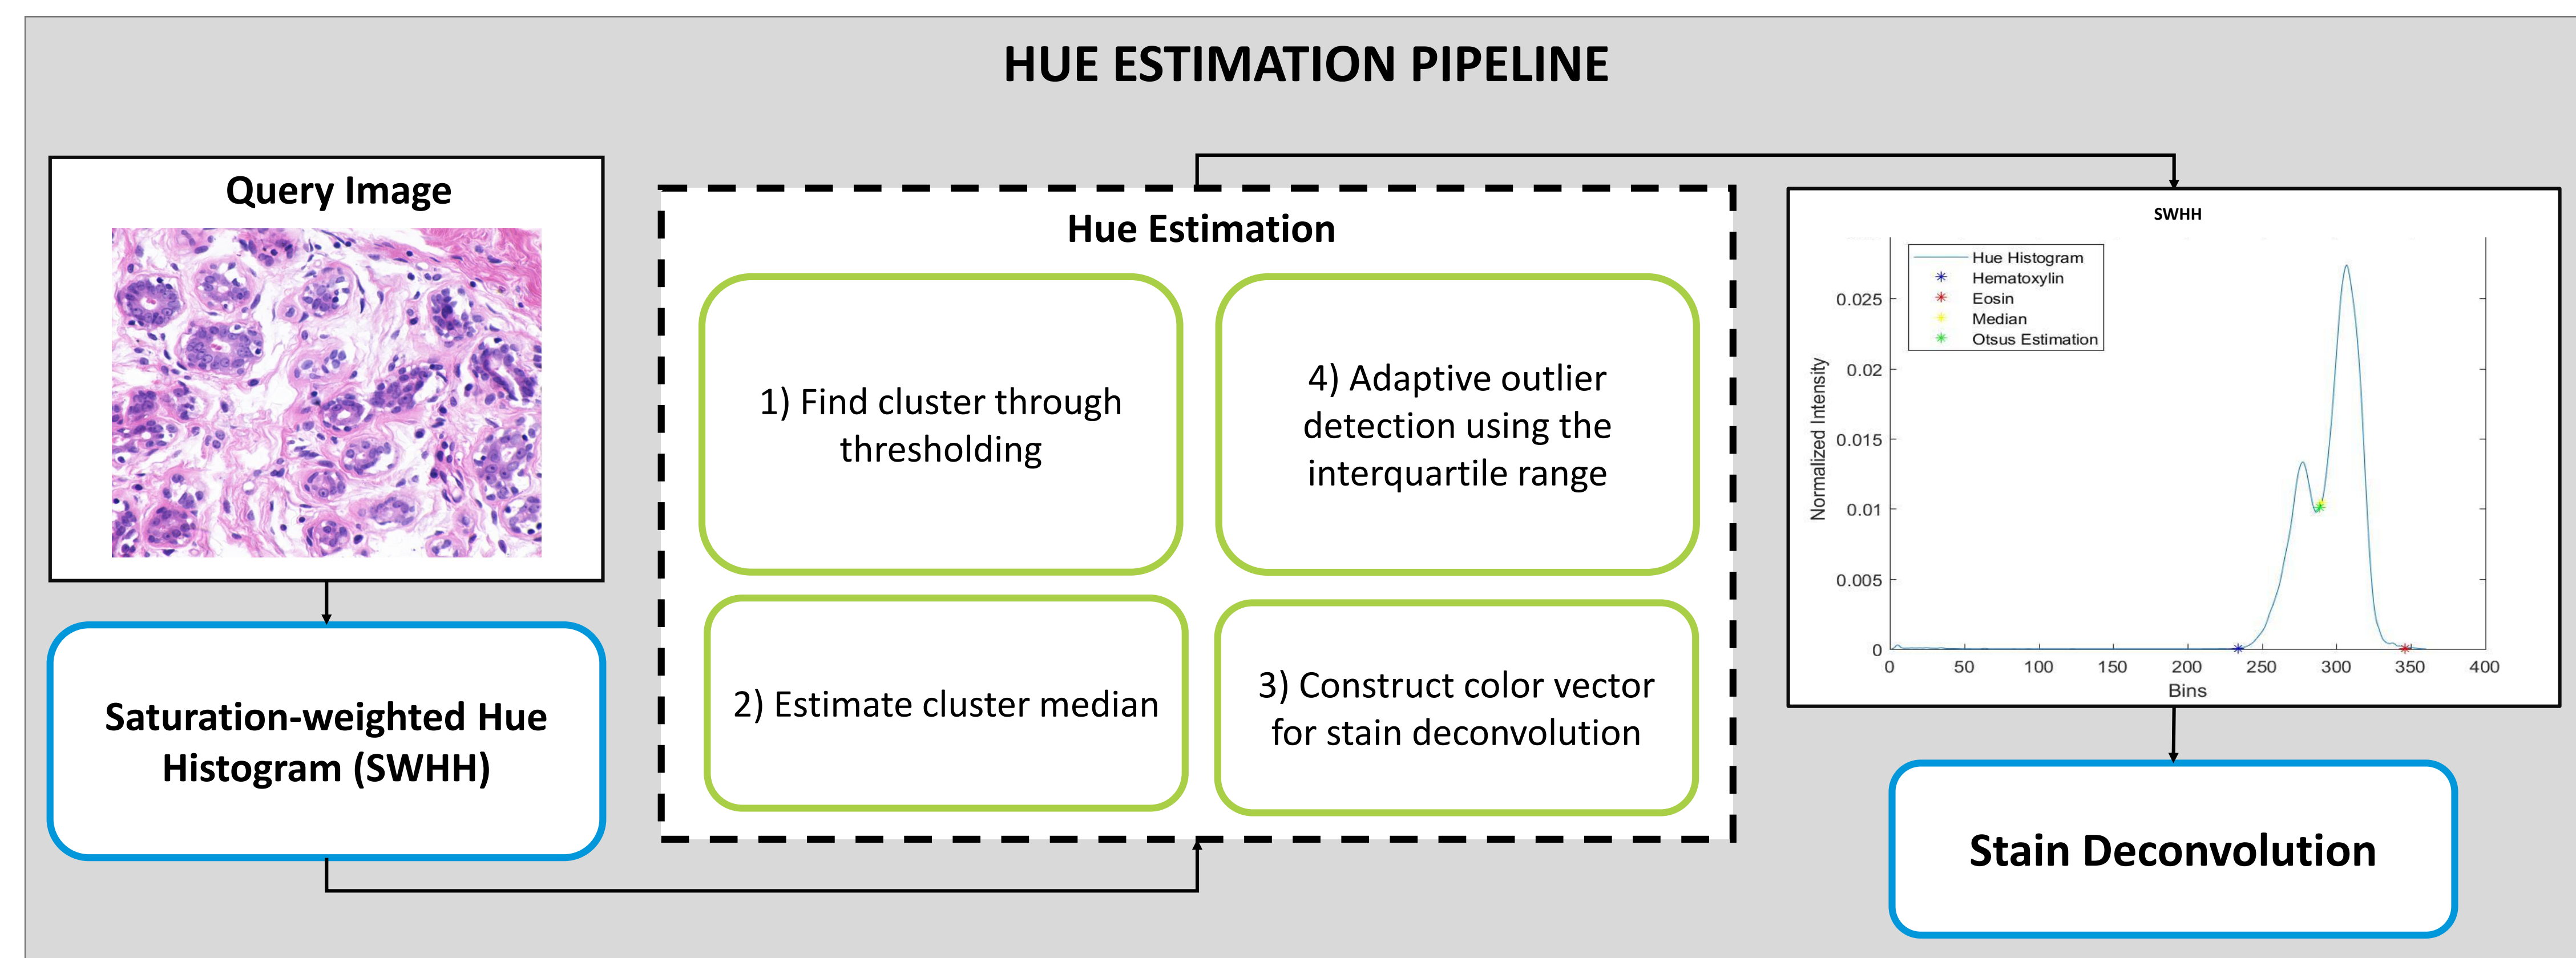 HUE ESTIMATION PIPELINE
Query Image
Saturation-weighted Hue
Histogram (SWHH)
Hue Estimation
1) Find cluster through
thresholding
2) Estimate cluster median
3) Construct color vector
for stain deconvolution
4) Adaptive outlier
detection using the
interquartile range
SWHH
Hue Histogram
Hematoxylin
Eosin
Median
Otsus Estimation
Normalized Intensity
0.025
0.02
0.015
0.01
0.005
0
0 50 100 150 200 250 300 350 400
Bins
Stain Deconvolution